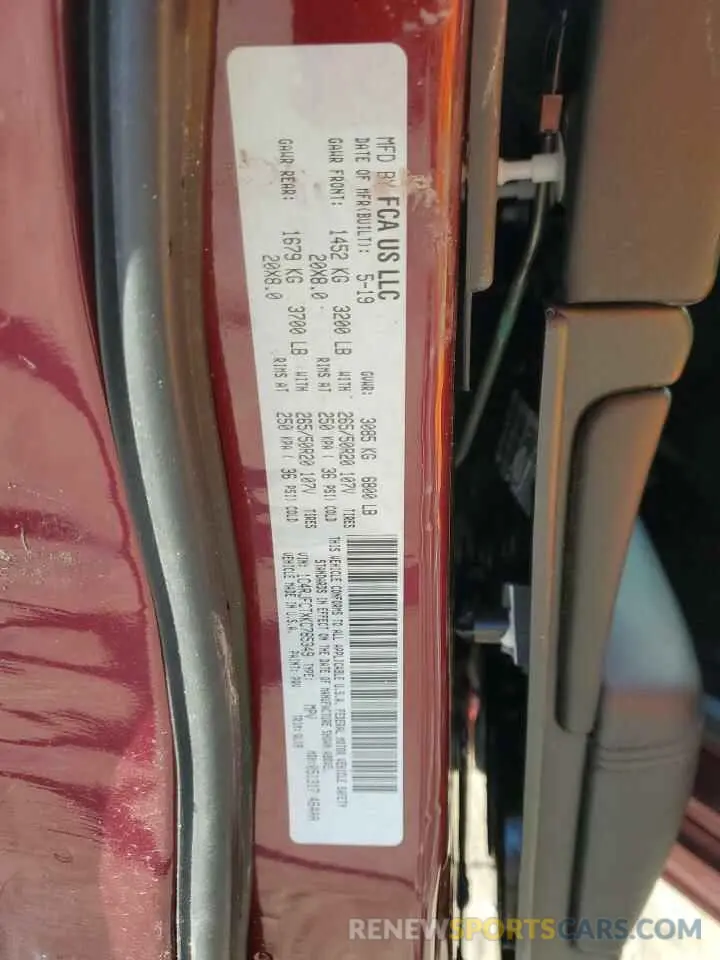 MFD BY FCA US LLC
DATE OF MFR(BUILT): 5-19 GVWR: 3085 KG 6800 LB
GAWR FRONT: 1452 KG 3200 LB WITH 265/50R20 107V TIRES
20X8.0 RIMS AT 250 KPA ( 36 PSI) COLD
GAWR REAR: 1679 KG 3700 LB WITH 265/50R20 107V TIRES
20X8.0 RIMS AT 250 KPA ( 36 PSI) COLD
THIS VEHICLE CONFORMS TO ALL APPLICABLE U.S.A. FEDERAL MOTOR VEHICLE SAFETY
STANDARDS IN EFFECT ON THE DATE OF MANUFACTURE SHOWN ABOVE.
VIN: 1C4RJFCTXKC785349 TYPE: MPV
VEHICLE MADE IN U.S.A. PAINT: TRIM:
RENEWSPORTSCARS.COM